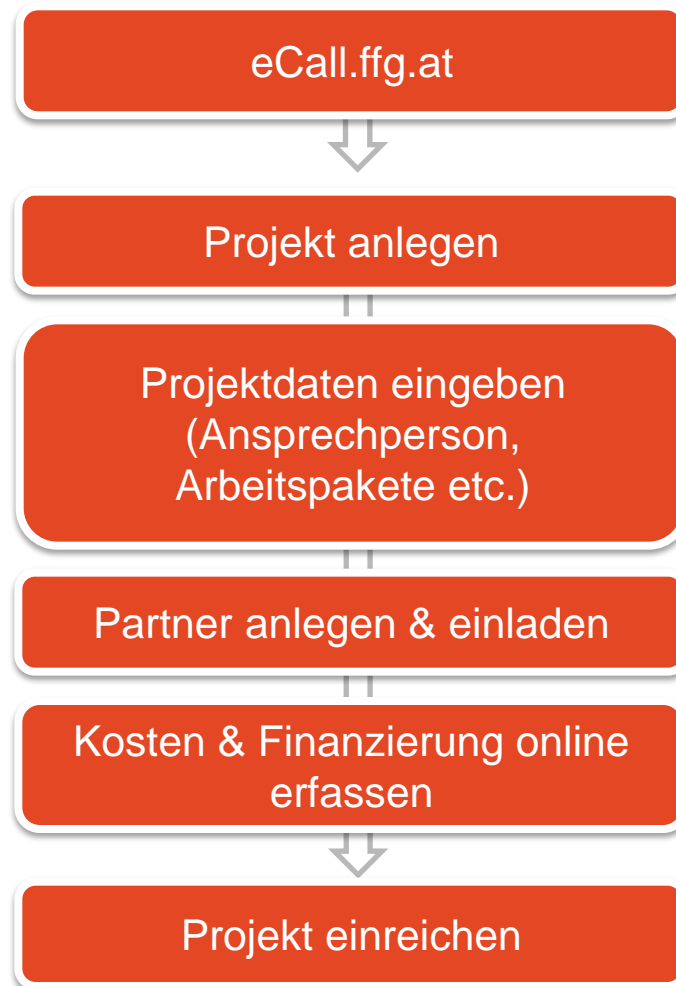 eCall.ffg.at
Projekt anlegen
Projektdaten eingeben
(Ansprechperson,
Arbeitspakete etc.)
Partner anlegen & einladen
Kosten & Finanzierung online
erfassen
Projekt einreichen